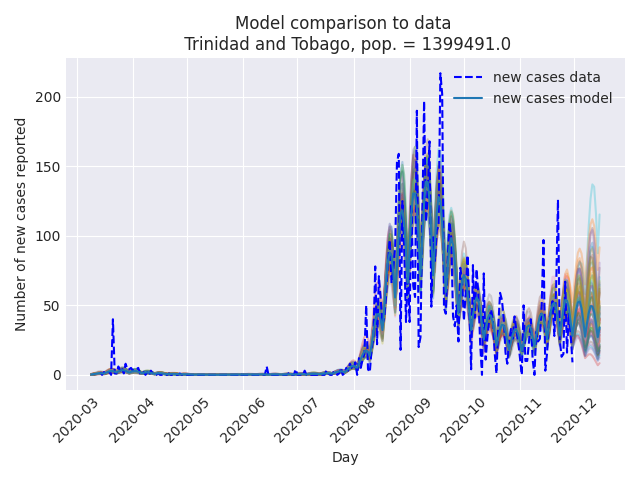 Model comparison to data
Trinidad and Tobago, pop. = 1399491.0
new cases data
new cases model
Number of new cases reported
200
150
100
50
0
2020-03
2020-04
2020-05
2020-06
2020-07
2020-08
2020-09
2020-10
2020-11
2020-12
Day